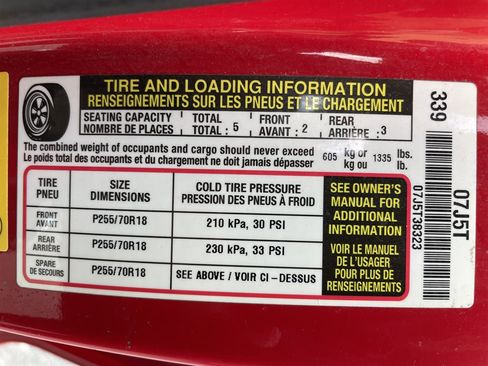 TIRE AND LOADING INFORMATION
RENSEIGNEMENTS SUR LES PNEUS ET LE CHARGEMENT
SEATING CAPACITY TOTAL FRONT REAR
NOMBRE DE PLACES TOTAL : 5 AVANT : 2 ARRIÈRE : 3
The combined weight of occupants and cargo should never exceed 605 kg or 1335 lbs.
Le poids total des occupants et du chargement ne doit jamais dépasser kg ou lb.
TIRE SIZE COLD TIRE PRESSURE
PNEU DIMENSIONS PRESSION DES PNEUS À FROID
FRONT
AVANT P255/70R18 210 kPa, 30 PSI
REAR
ARRIÈRE P255/70R18 230 kPa, 33 PSI
SPARE
DE SECOURS P255/70R18 SEE ABOVE / VOIR CI-DESSUS
SEE OWNER'S
MANUAL FOR
ADDITIONAL
INFORMATION
VOIR LE MANUEL
DE L'USAGER
POUR PLUS DE
RENSEIGNEMENTS
339 07J5T
07J5T38323